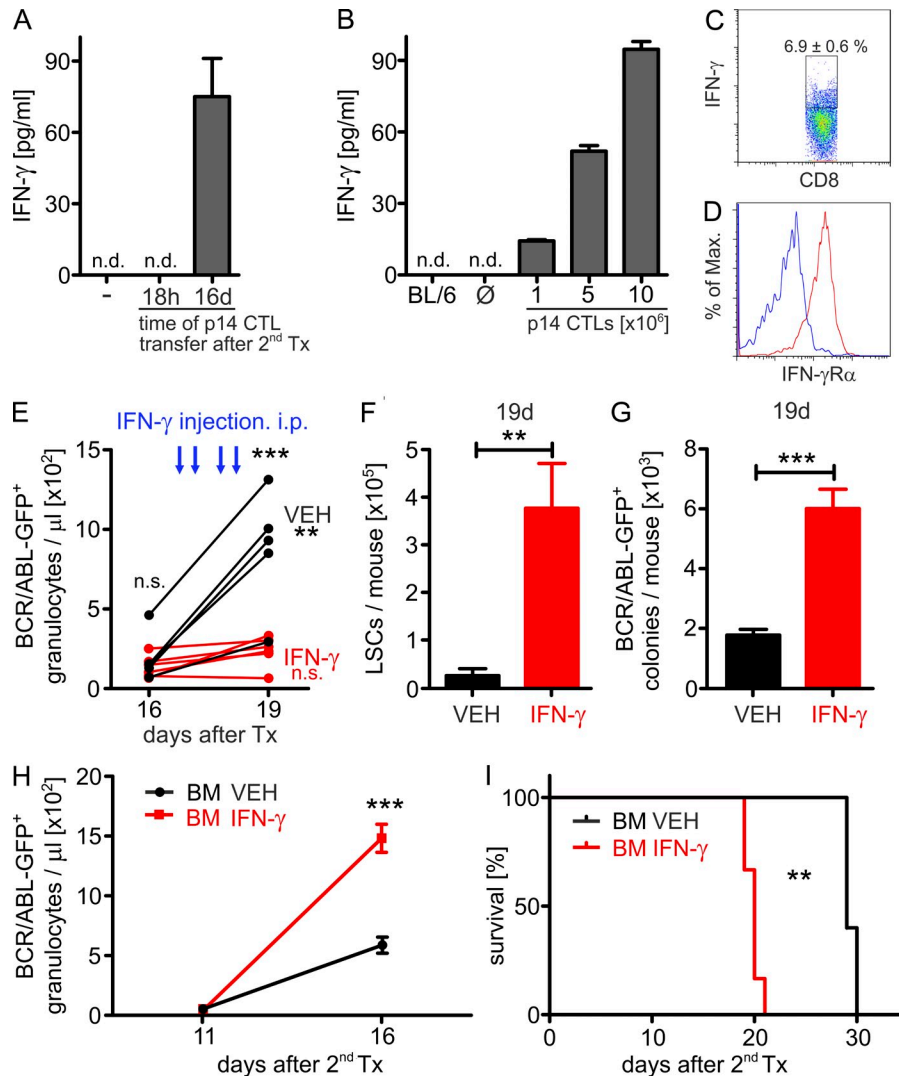 A
IFN-γ [pg/ml]
90
60
30
0
n.d.
n.d.
-
18h
16d
time of p14 CTL
transfer after 2nd Tx
B
IFN-γ [pg/ml]
90
60
30
0
n.d.
n.d.
BL/6
Ø
1
5
10
p14 CTLs [x10⁶]
C
6.9 ± 0.6 %
IFN-γ
CD8
D
% of Max.
IFN-γRα
E
IFN-γ injection. i.p.
BCR/ABL-GFP⁺
granulocytes / µl [x10²]
15
10
5
0
n.s.
***
VEH
**
IFN-γ
n.s.
16
19
days after Tx
F
19d
**
LSCs / mouse [x10⁵]
5
4
3
2
1
0
VEH
IFN-γ
G
19d
***
BCR/ABL-GFP⁺
colonies / mouse [x10³]
8
6
4
2
0
VEH
IFN-γ
H
BCR/ABL-GFP⁺
granulocytes / µl [x10²]
20
15
10
5
0
BM VEH
BM IFN-γ
***
11
16
days after 2nd Tx
I
survival [%]
100
50
0
BM VEH
BM IFN-γ
**
0
10
20
30
days after 2nd Tx